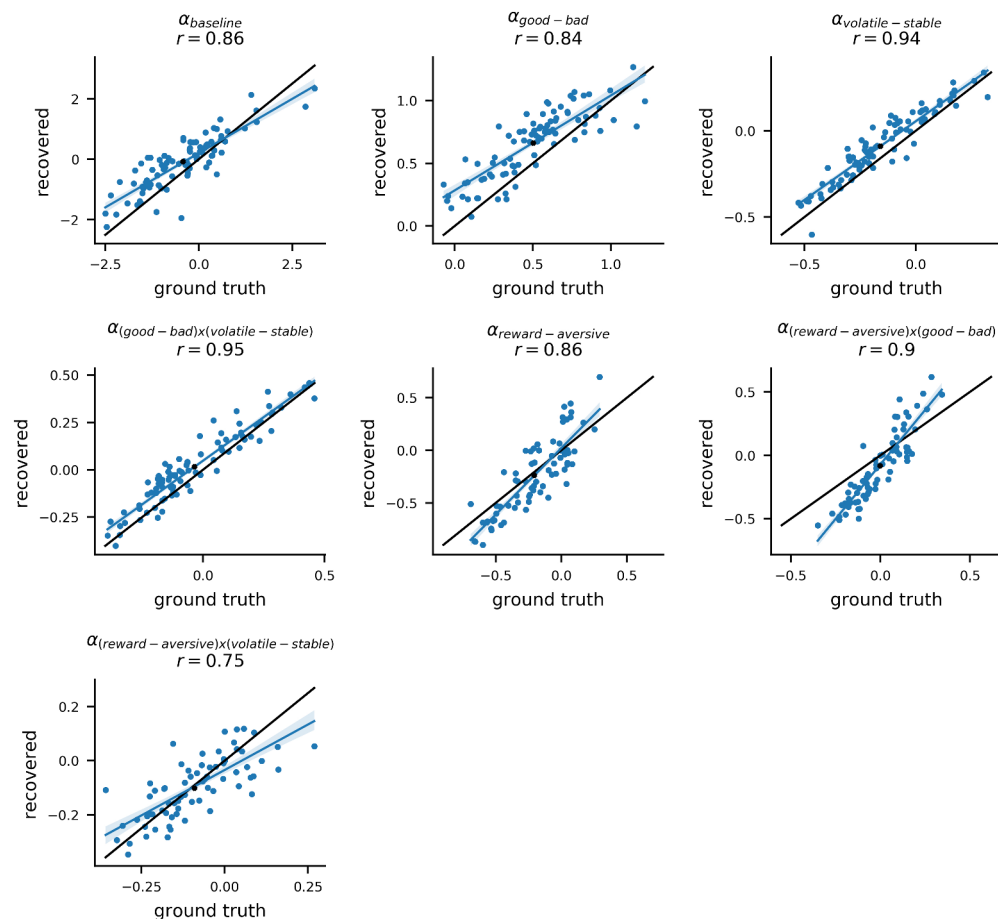 α_baseline
r = 0.86
recovered
2
0
−2
−2.5 0.0 2.5
ground truth
α_good − bad
r = 0.84
recovered
1.0
0.5
0.0
0.0 0.5 1.0
ground truth
α_volatile − stable
r = 0.94
recovered
0.0
−0.5
−0.5 0.0
ground truth
α_(good − bad)x(volatile − stable)
r = 0.95
recovered
0.50
0.25
0.00
−0.25
0.0 0.5
ground truth
α_reward − aversive
r = 0.86
recovered
0.5
0.0
−0.5
−0.5 0.0 0.5
ground truth
α_(reward − aversive)x(good − bad)
r = 0.9
recovered
0.5
0.0
−0.5
−0.5 0.0 0.5
ground truth
α_(reward − aversive)x(volatile − stable)
r = 0.75
recovered
0.2
0.0
−0.2
−0.25 0.00 0.25
ground truth